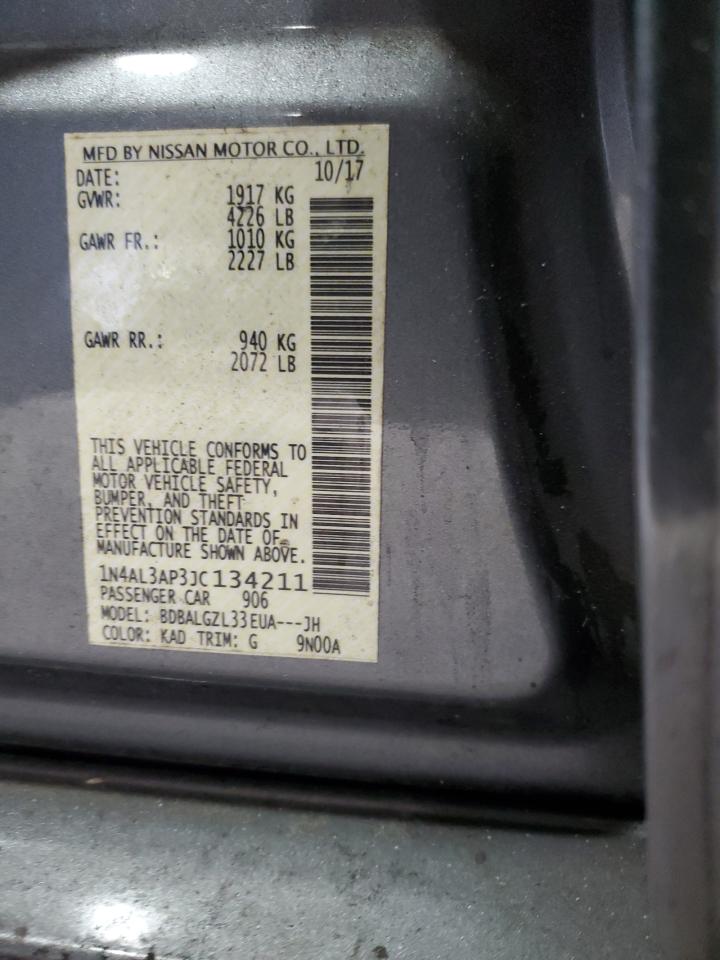 MFD BY NISSAN MOTOR CO., LTD.
DATE: 10/17
GVWR: 1917 KG
4226 LB
GAWR FR.: 1010 KG
2227 LB
GAWR RR.: 940 KG
2072 LB
THIS VEHICLE CONFORMS TO
ALL APPLICABLE FEDERAL
MOTOR VEHICLE SAFETY,
BUMPER, AND THEFT
PREVENTION STANDARDS IN
EFFECT ON THE DATE OF
MANUFACTURE SHOWN ABOVE.
1N4AL3AP3JC134211
PASSENGER CAR 906
MODEL: BDBALGZL33EUA---JH
COLOR: KAD TRIM: G 9N00A